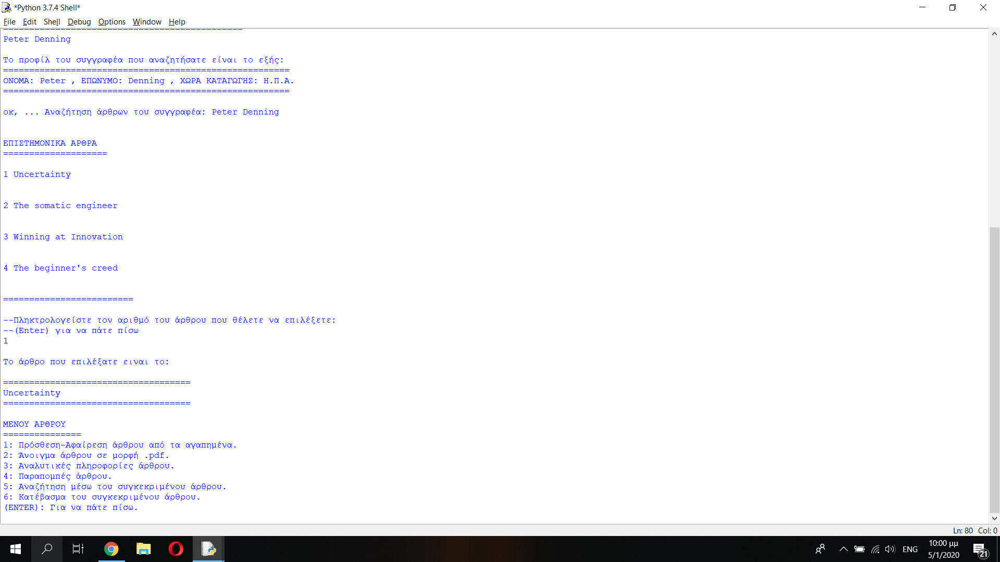 *Python 3.7.4 Shell*
File Edit Shell Debug Options Window Help
==============================================
Peter Denning
Το προφίλ του συγγραφέα που αναζητήσατε είναι το εξής:
=======================================================
ΟΝΟΜΑ: Peter , ΕΠΩΝΥΜΟ: Denning , ΧΩΡΑ ΚΑΤΑΓΩΓΗΣ: Η.Π.Α.
=======================================================
οκ, ... Αναζήτηση άρθρων του συγγραφέα: Peter Denning
ΕΠΙΣΤΗΜΟΝΙΚΑ ΑΡΘΡΑ
====================
1 Uncertainty
2 The somatic engineer
3 Winning at Innovation
4 The beginner's creed
=========================
--Πληκτρολογείστε τον αριθμό του άρθρου που θέλετε να επιλέξετε:
--(Enter) για να πάτε πίσω
1
Το άρθρο που επιλέξατε ειναι το:
====================================
Uncertainty
====================================
ΜΕΝΟΥ ΑΡΘΡΟΥ
===============
1: Πρόσθεση-Αφαίρεση άρθρου από τα αγαπημένα.
2: Άνοιγμα άρθρου σε μορφή .pdf.
3: Αναλυτικές πληροφορίες άρθρου.
4: Παραπομπές άρθρου.
5: Αναζήτηση μέσω του συγκεκριμένου άρθρου.
6: Κατέβασμα του συγκεκριμένου άρθρου.
(ENTER): Για να πάτε πίσω.
Ln: 80 Col: 0
ENG
10:00 μμ
5/1/2020
21